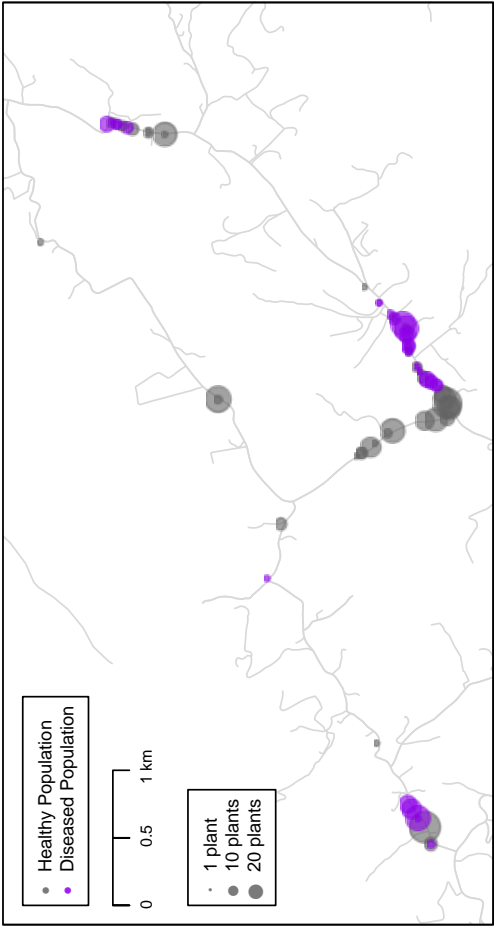 Healthy Population
Diseased Population
0 0.5 1 km
1 plant
10 plants
20 plants